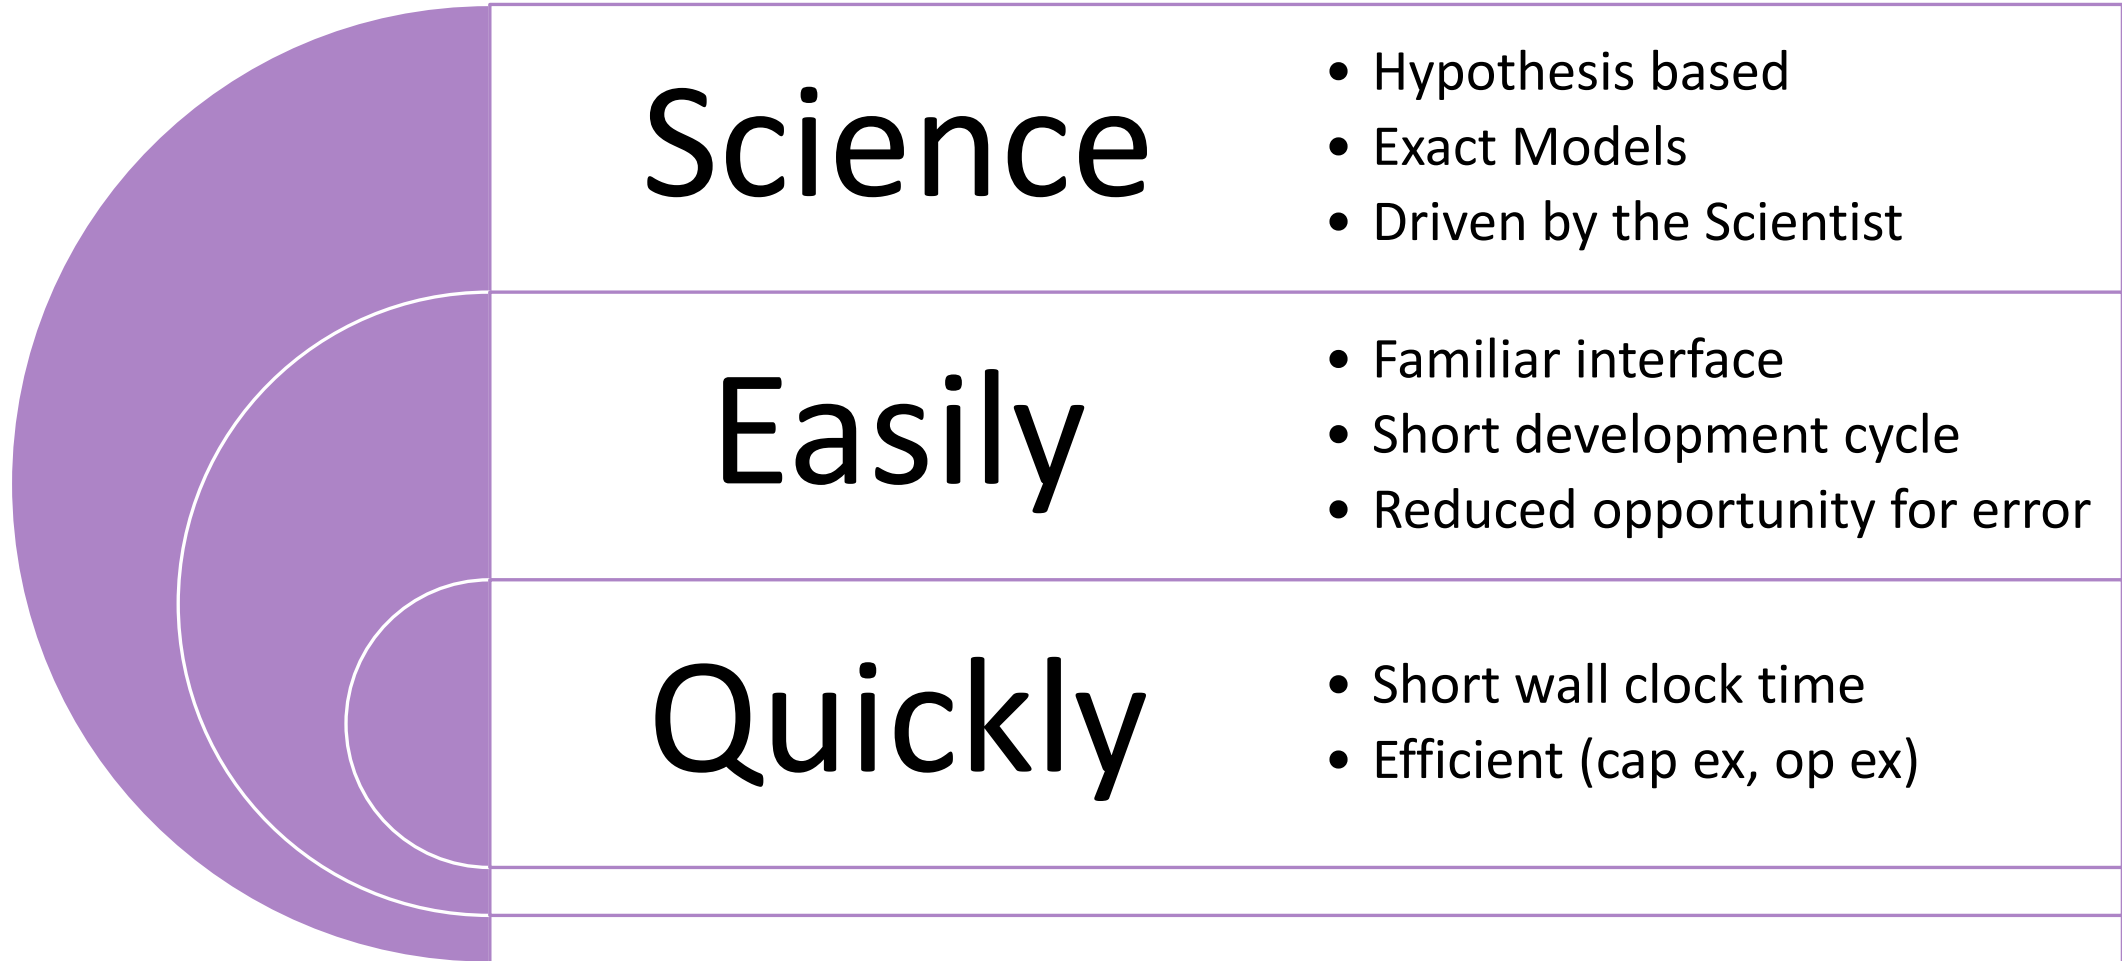 Science
• Hypothesis based
• Exact Models
• Driven by the Scientist
Easily
• Familiar interface
• Short development cycle
• Reduced opportunity for error
Quickly
• Short wall clock time
• Efficient (cap ex, op ex)